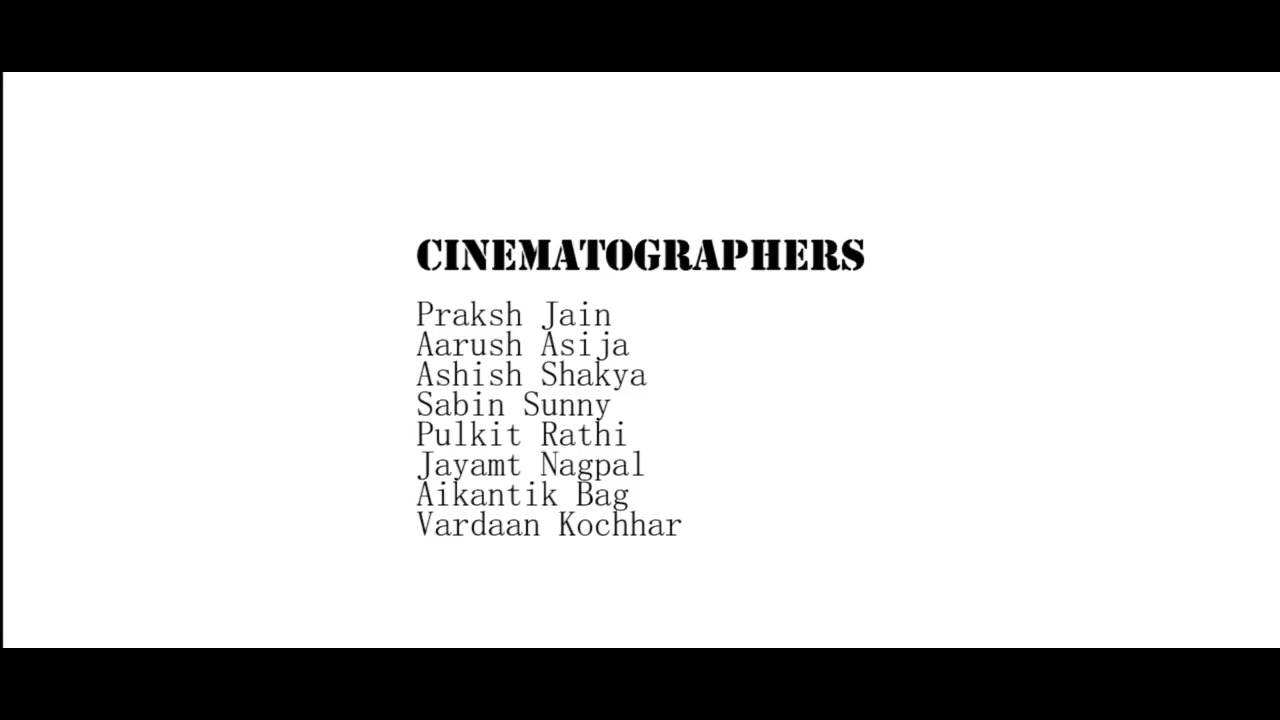 CINEMATOGRAPHERS
Praksh Jain
Aarush Asija
Ashish Shakya
Sabin Sunny
Pulkit Rathi
Jayamt Nagpal
Aikantik Bag
Vardaan Kochhar